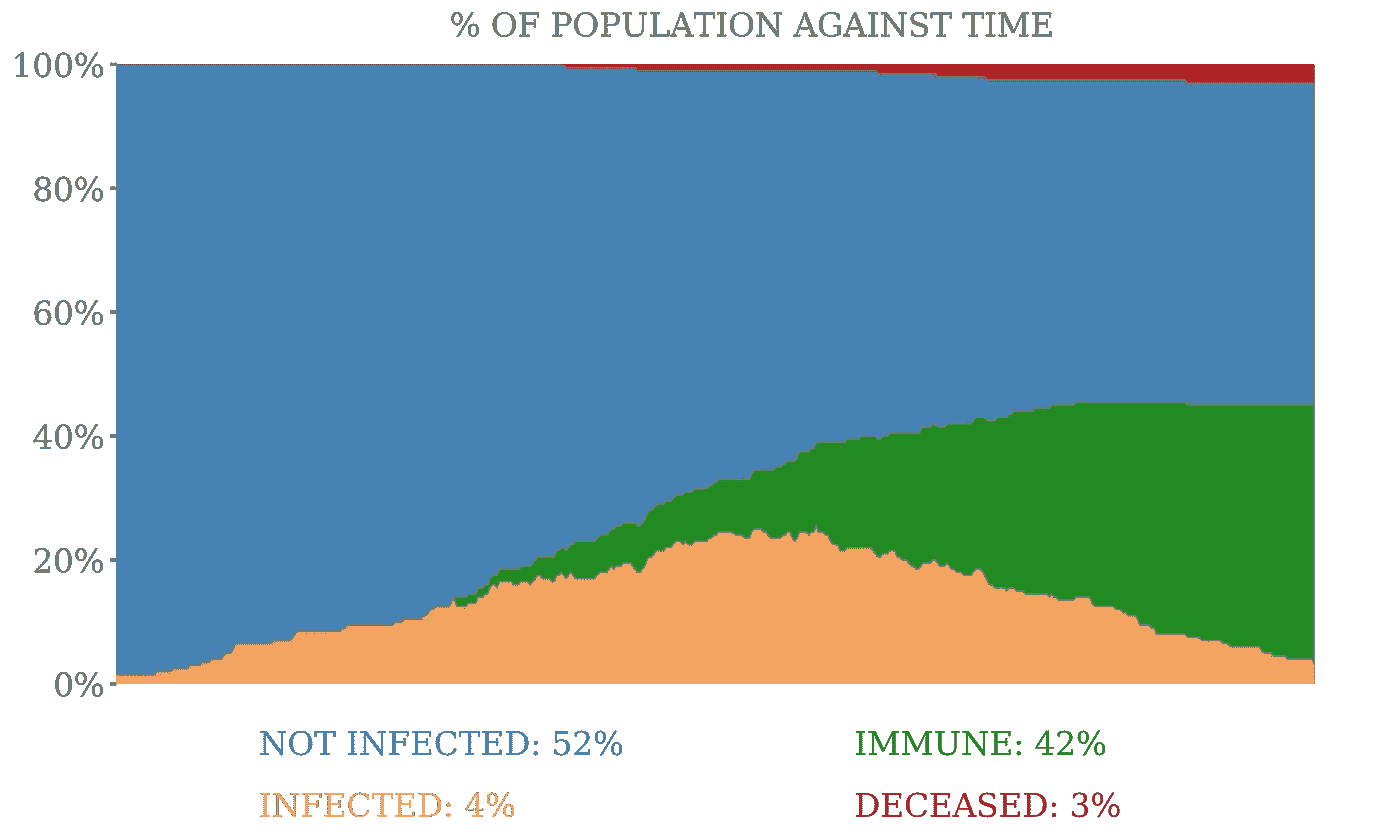 % OF POPULATION AGAINST TIME
100%
80%
60%
40%
20%
0%
NOT INFECTED: 52% IMMUNE: 42%
INFECTED: 4% DECEASED: 3%